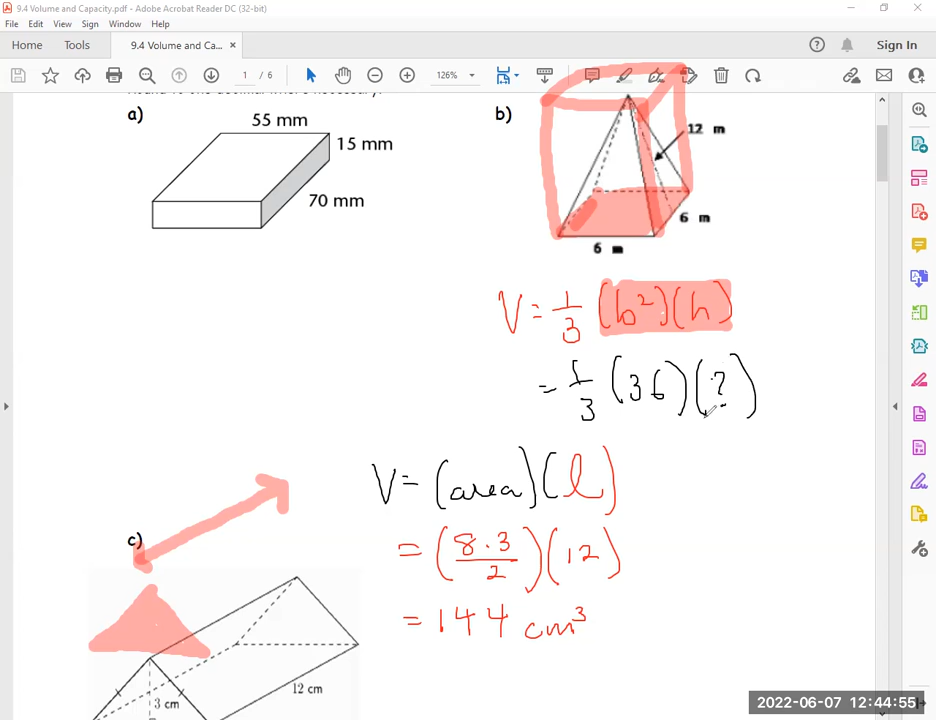 9.4 Volume and Capacity.pdf - Adobe Acrobat Reader DC (32-bit)
File Edit View Sign Window Help
Home Tools 9.4 Volume and Ca... × Sign In
1 / 6 126%
a)
55 mm
15 mm
70 mm
b)
12 m
6 m
6 m
V = 1/3 (b²)(h)
= 1/3 (36)(?)
V = (area)(l)
= (8·3/2)(12)
= 144 cm³
c)
3 cm
12 cm
2022-06-07 12:44:55